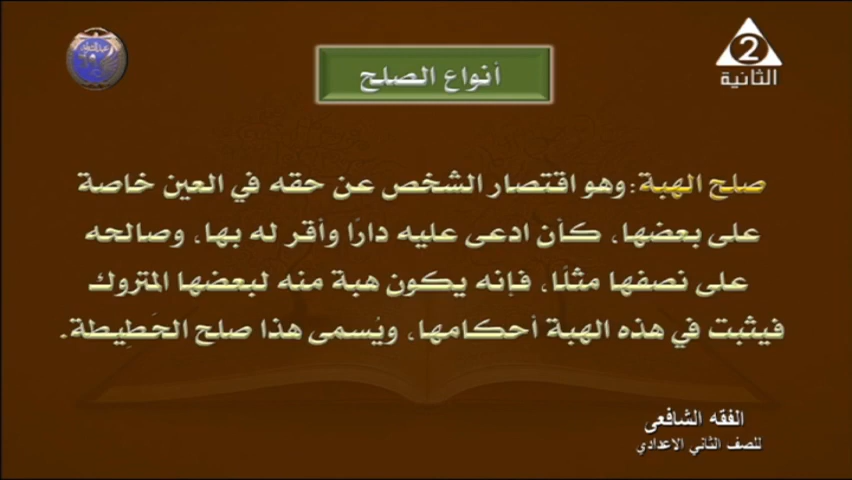 2
الثانية
أنواع الصلح
صلح الهبة: وهو اقتصار الشخص عن حقه في العين خاصة
على بعضها، كأن ادعى عليه دارًا وأقر له بها، وصالحه
على نصفها مثلًا، فإنه يكون هبة منه لبعضها المتروك
فيثبت في هذه الهبة أحكامها، ويُسمى هذا صلح الحَطِيطة.
الفقه الشافعى
للصف الثاني الاعدادي